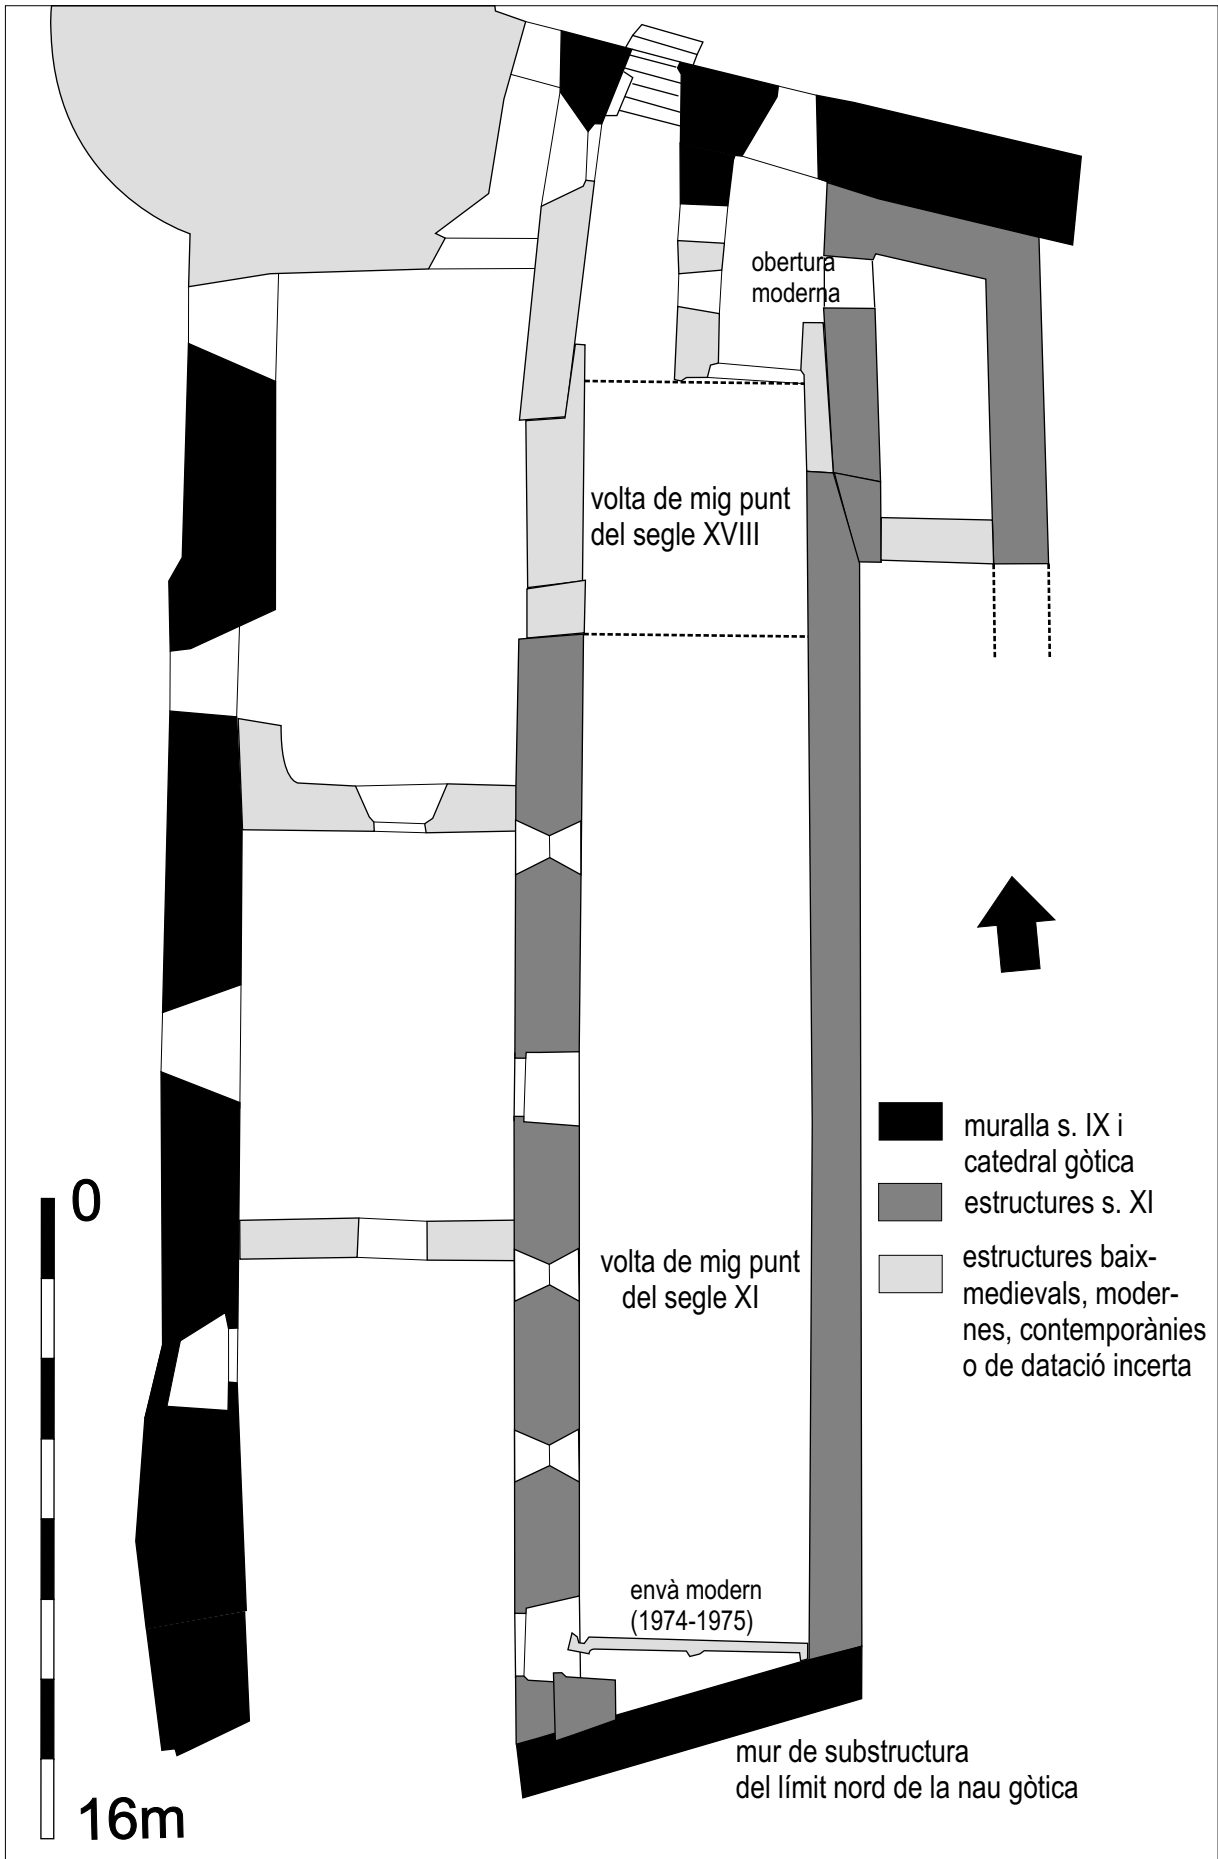 obertura
moderna
volta de mig punt
del segle XVIII
muralla s. IX i
catedral gòtica
estructures s. XI
estructures baix-
medievals, moder-
nes, contemporànies
o de datació incerta
0
16m
volta de mig punt
del segle XI
envà modern
(1974-1975)
mur de substructura
del límit nord de la nau gòtica